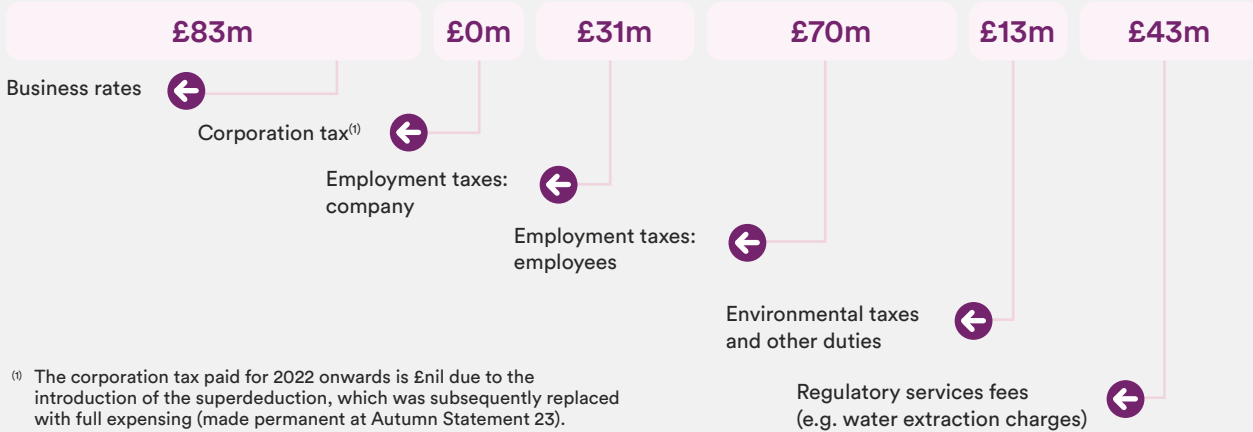 £83m
£0m
£31m
£70m
£13m
£43m
Business rates
Corporation tax⁽¹⁾
Employment taxes:
company
Employment taxes:
employees
Environmental taxes
and other duties
Regulatory services fees
(e.g. water extraction charges)
⁽¹⁾ The corporation tax paid for 2022 onwards is £nil due to the
introduction of the superdeduction, which was subsequently replaced
with full expensing (made permanent at Autumn Statement 23).